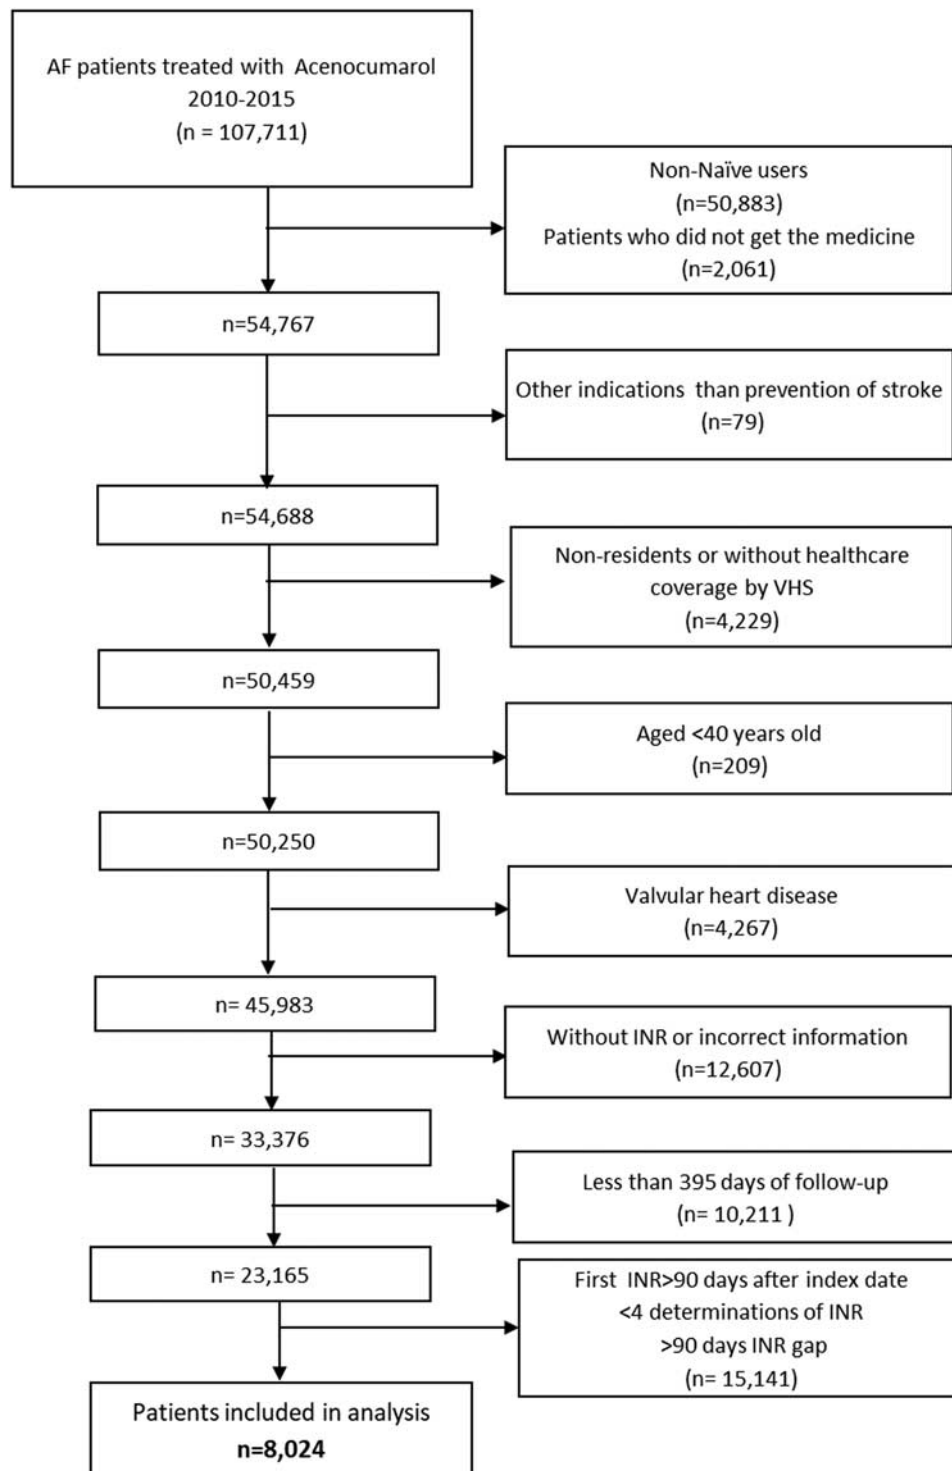 AF patients treated with Acenocumarol
2010-2015
(n = 107,711)
Non-Naïve users
(n=50,883)
Patients who did not get the medicine
(n=2,061)
n=54,767
Other indications than prevention of stroke
(n=79)
n=54,688
Non-residents or without healthcare
coverage by VHS
(n=4,229)
n=50,459
Aged <40 years old
(n=209)
n=50,250
Valvular heart disease
(n=4,267)
n= 45,983
Without INR or incorrect information
(n=12,607)
n= 33,376
Less than 395 days of follow-up
(n= 10,211 )
n= 23,165
First INR>90 days after index date
<4 determinations of INR
>90 days INR gap
(n= 15,141)
Patients included in analysis
n=8,024